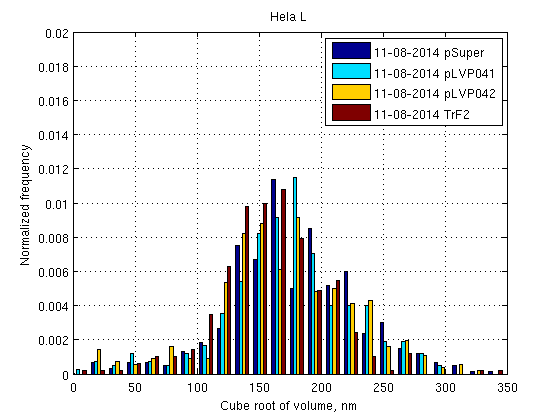 Hela L
0.02
0.018
0.016
0.014
0.012
0.01
0.008
0.006
0.004
0.002
0
Normalized frequency
11-08-2014 pSuper
11-08-2014 pLVP041
11-08-2014 pLVP042
11-08-2014 TrF2
0 50 100 150 200 250 300 350
Cube root of volume, nm